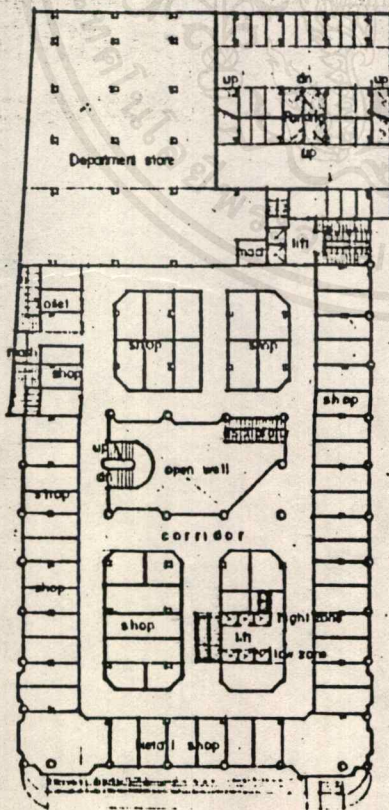 up dn
Parking
up
Department store
lift
toilet
shop
shop
shop
shop
up
dn
open well
shop
corridor
shop
shop
hight zone
lift
low zone
retail shop